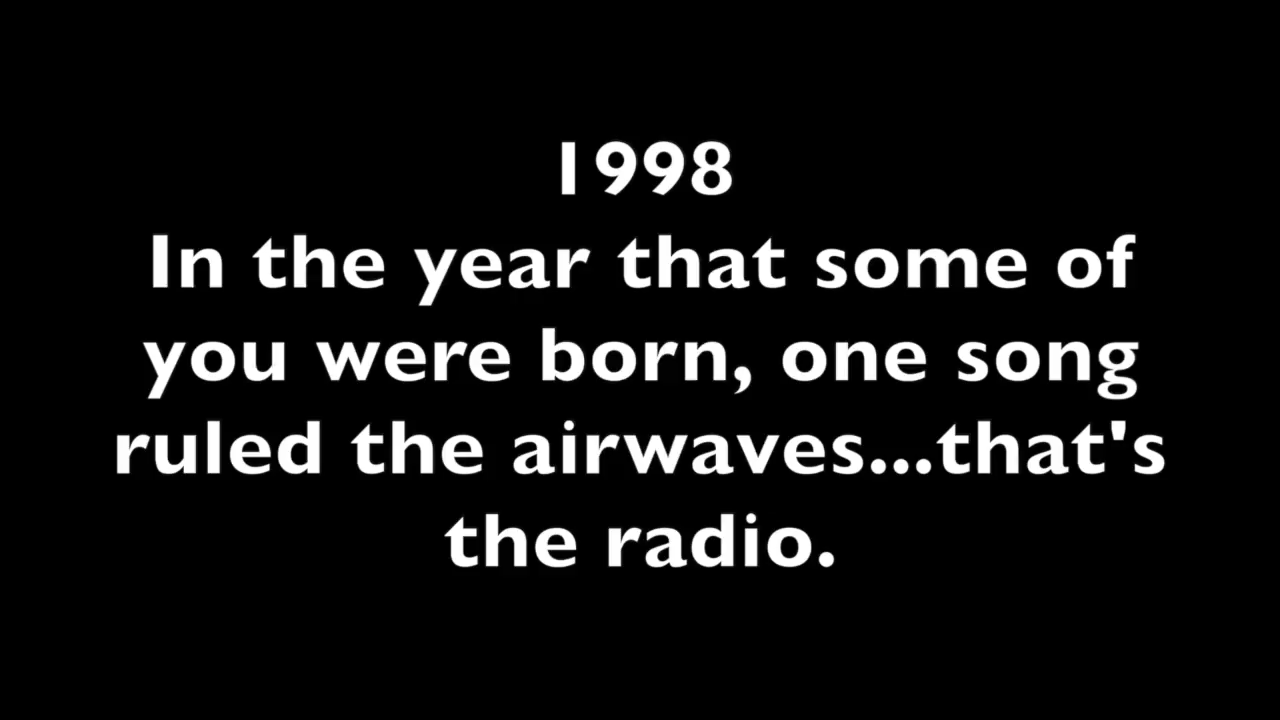 1998
In the year that some of
you were born, one song
ruled the airwaves...that's
the radio.